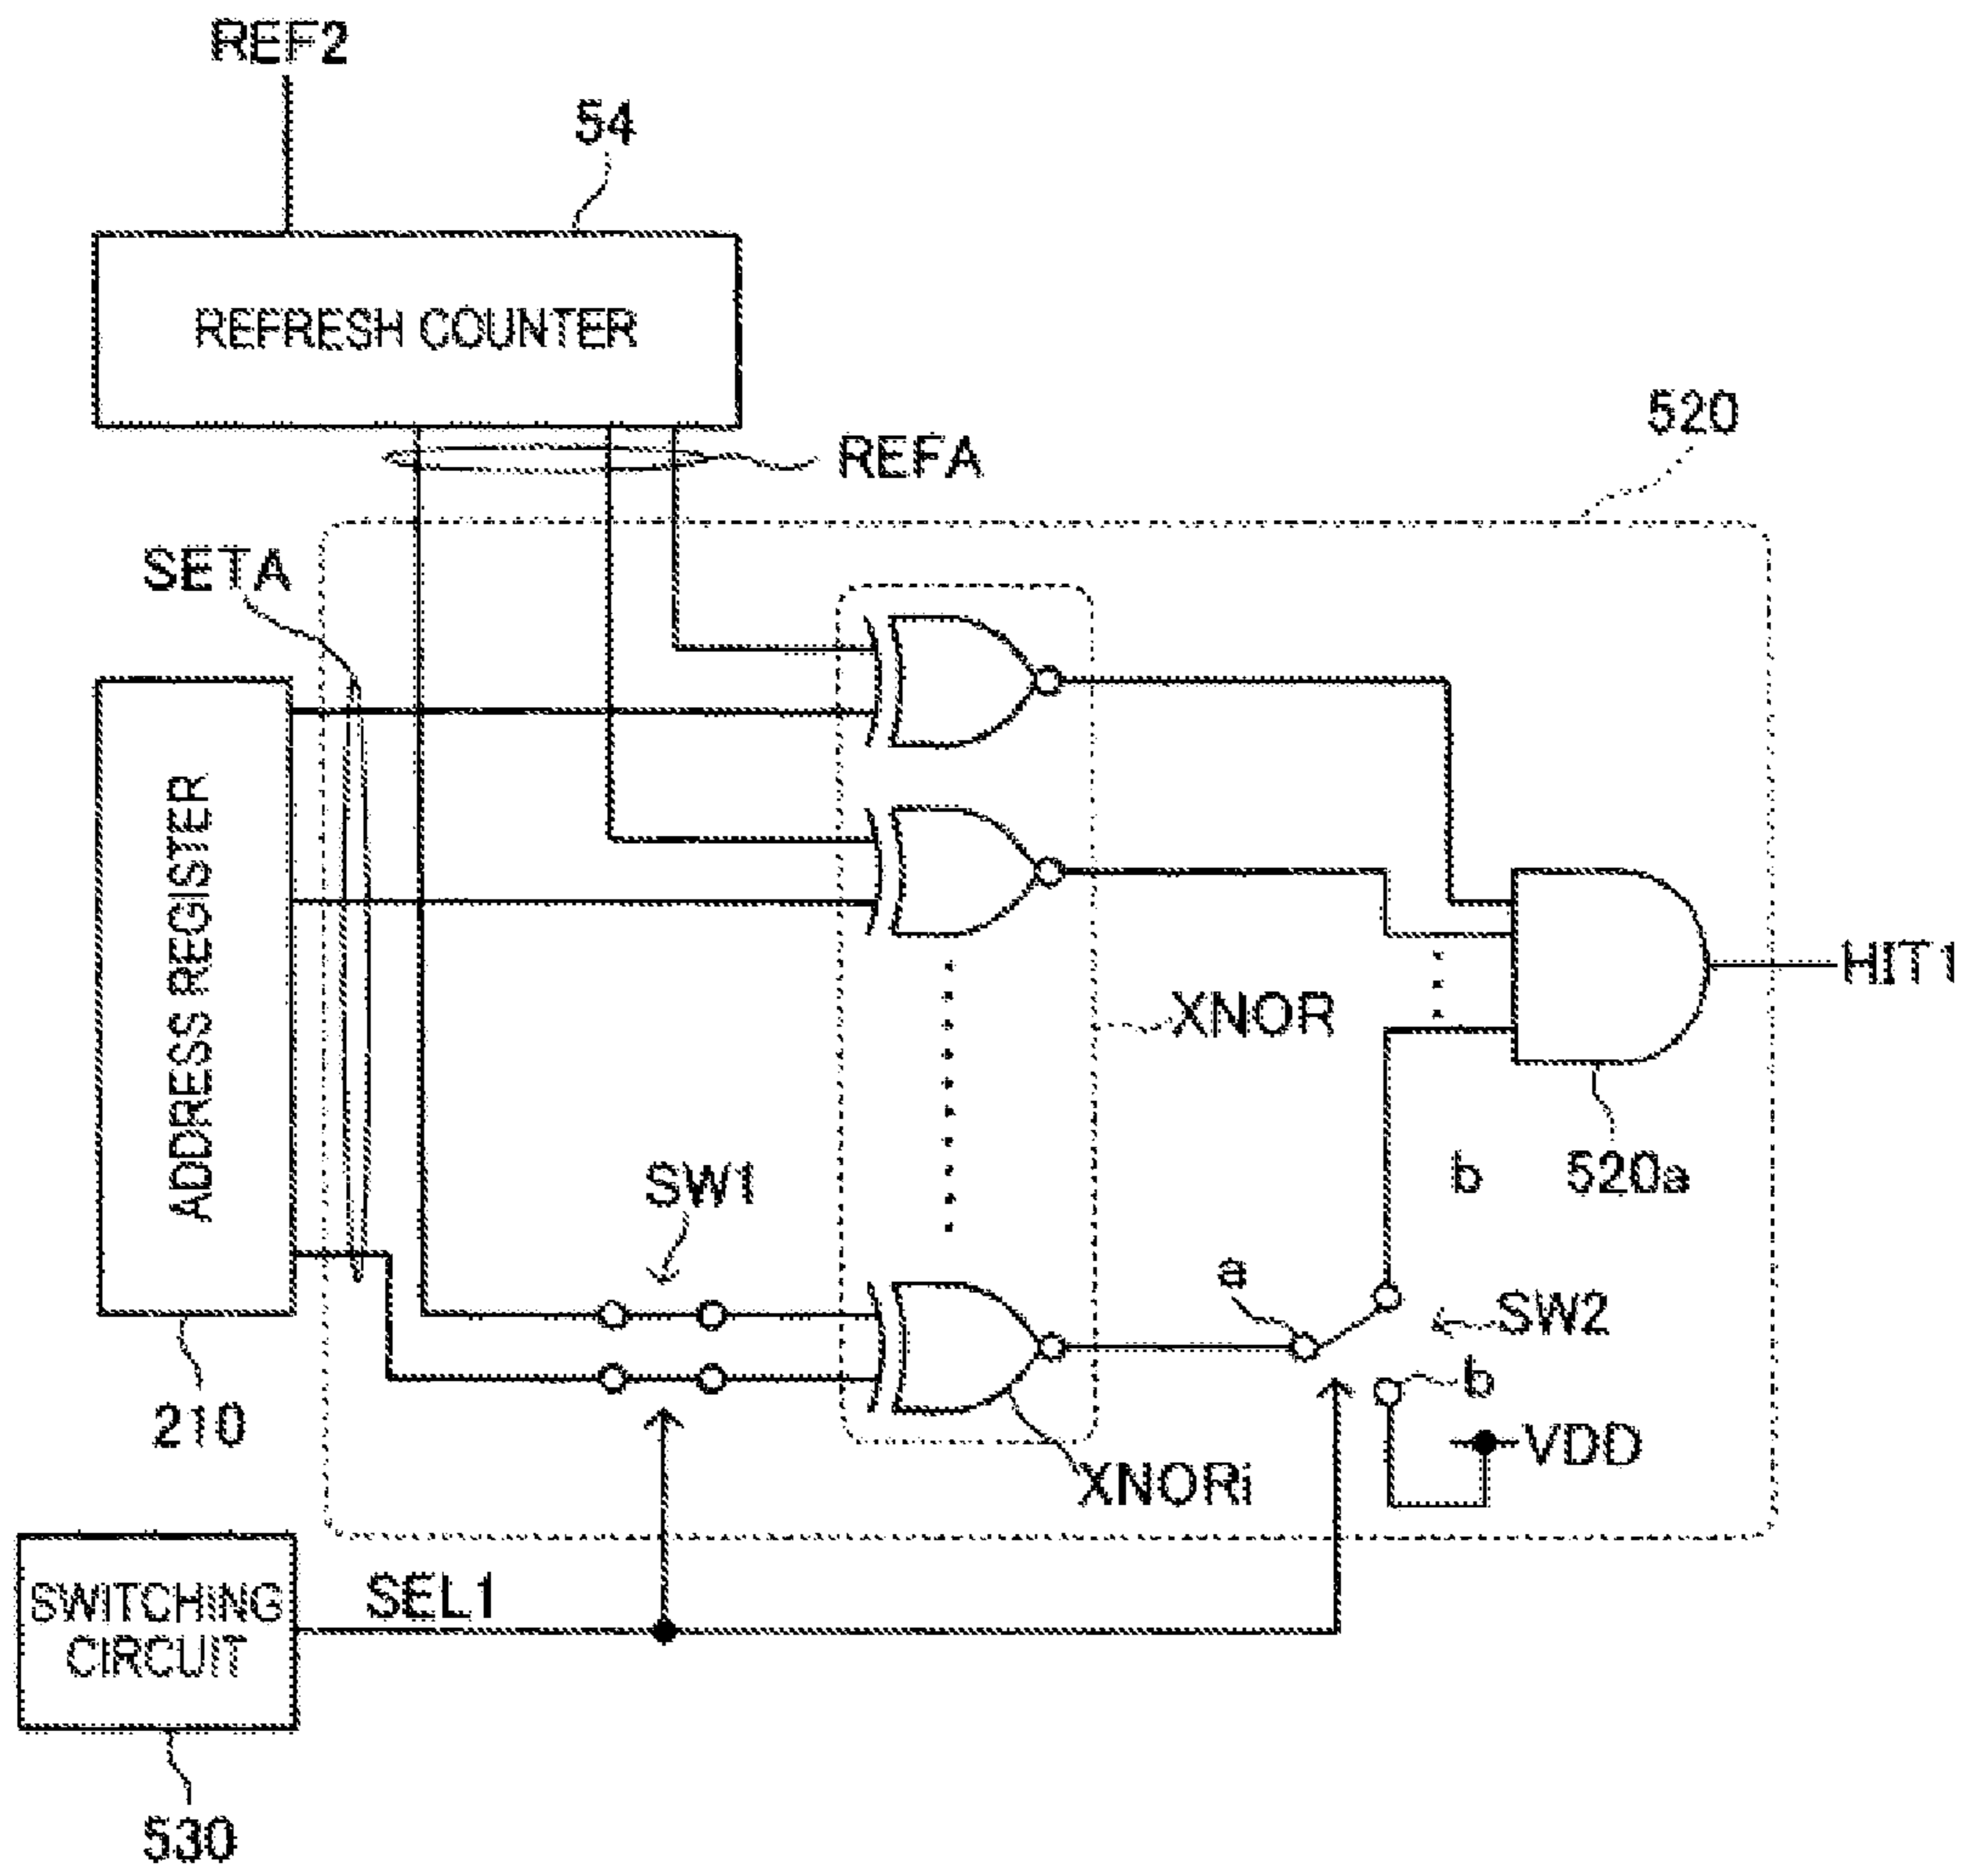 REF2
54
REFRESH COUNTER
REFA
520
SETA
ADDRESS REGISTER
XNOR
HIT1
SW1
b
520a
a
SW2
b
210
VDD
XNORi
SWITCHING
CIRCUIT
SEL1
530